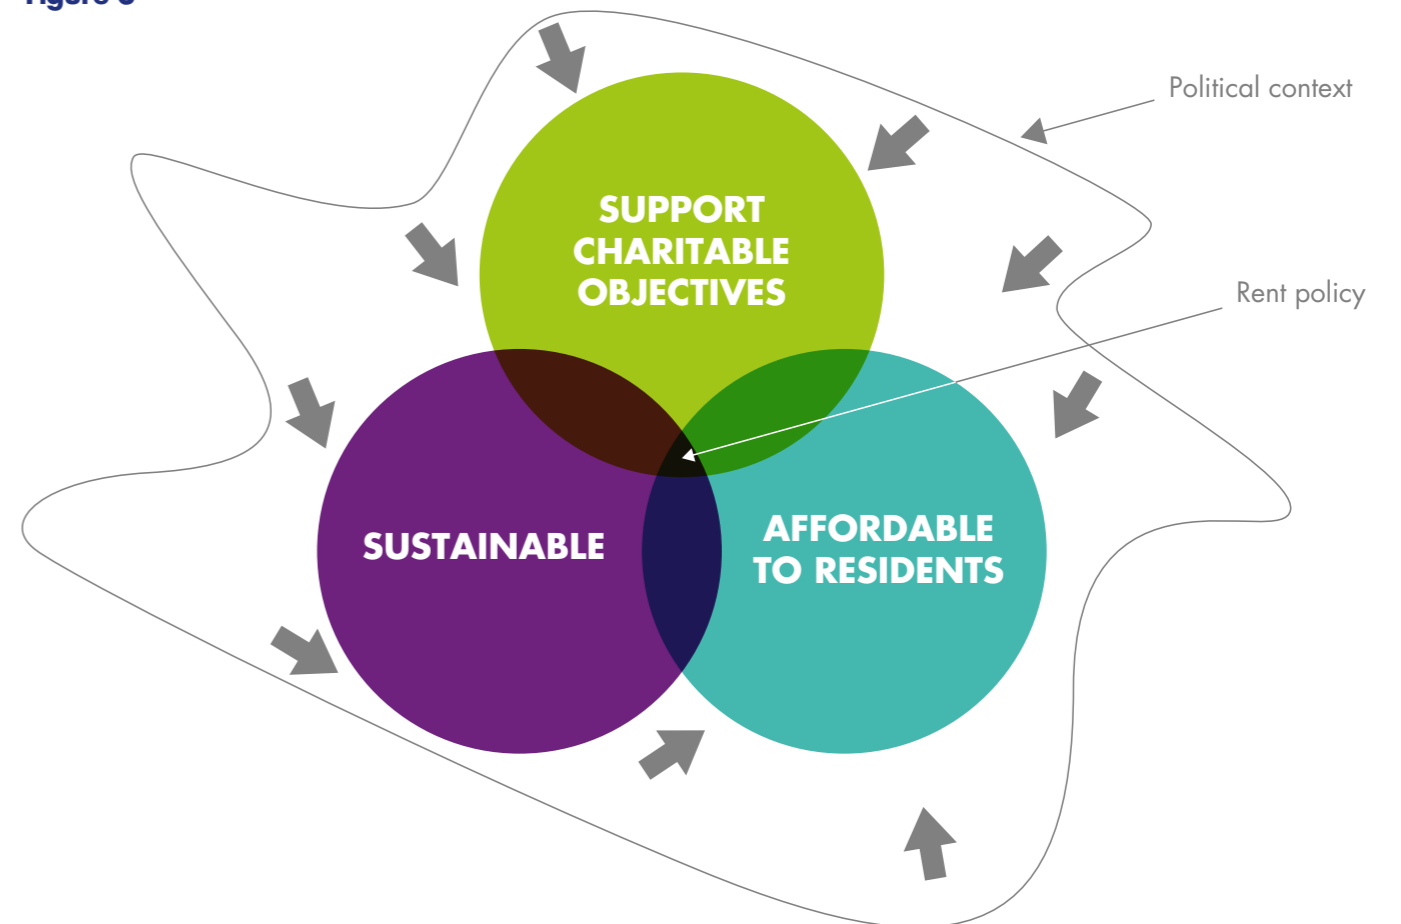 Political context
SUPPORT
CHARITABLE
OBJECTIVES
Rent policy
SUSTAINABLE
AFFORDABLE
TO RESIDENTS